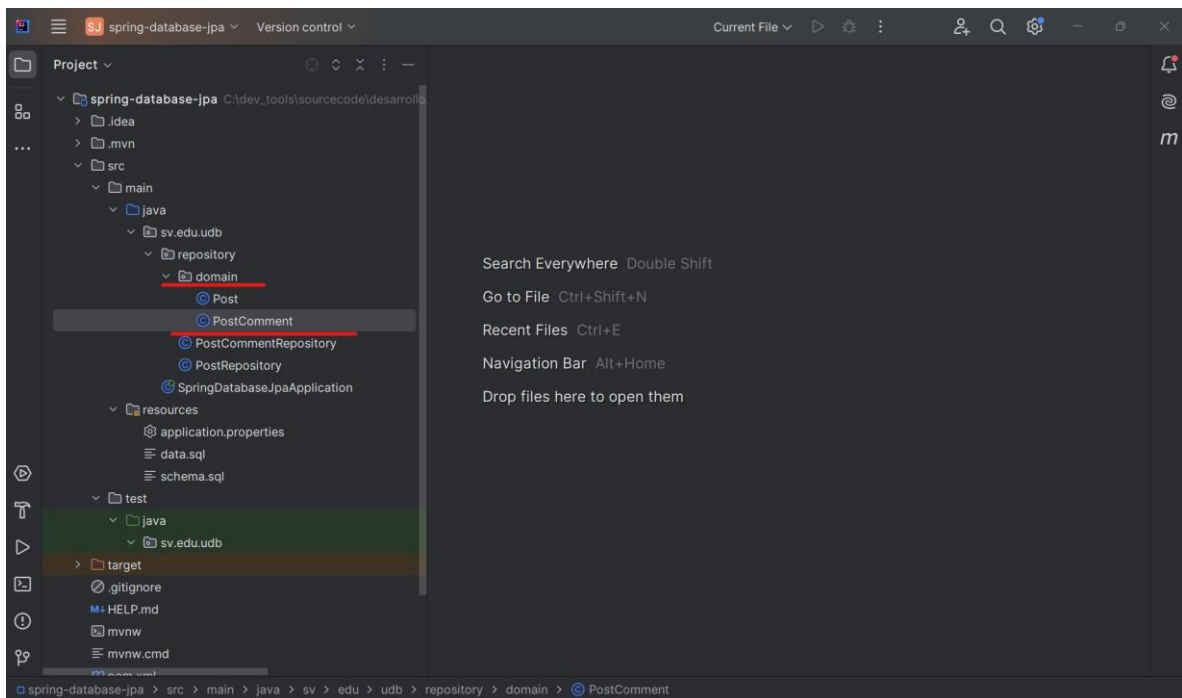 SJ spring-database-jpa Version control Current File
Project
spring-database-jpa C:\dev_tools\sourcecode\desarrollo
.idea
.mvn
src
main
java
sv.edu.udb
repository
domain
Post
PostComment
PostCommentRepository
PostRepository
SpringDatabaseJpaApplication
resources
application.properties
data.sql
schema.sql
test
java
sv.edu.udb
target
.gitignore
M↓ HELP.md
mvnw
mvnw.cmd
pom.xml
Search Everywhere Double Shift
Go to File Ctrl+Shift+N
Recent Files Ctrl+E
Navigation Bar Alt+Home
Drop files here to open them
m
spring-database-jpa > src > main > java > sv > edu > udb > repository > domain > PostComment